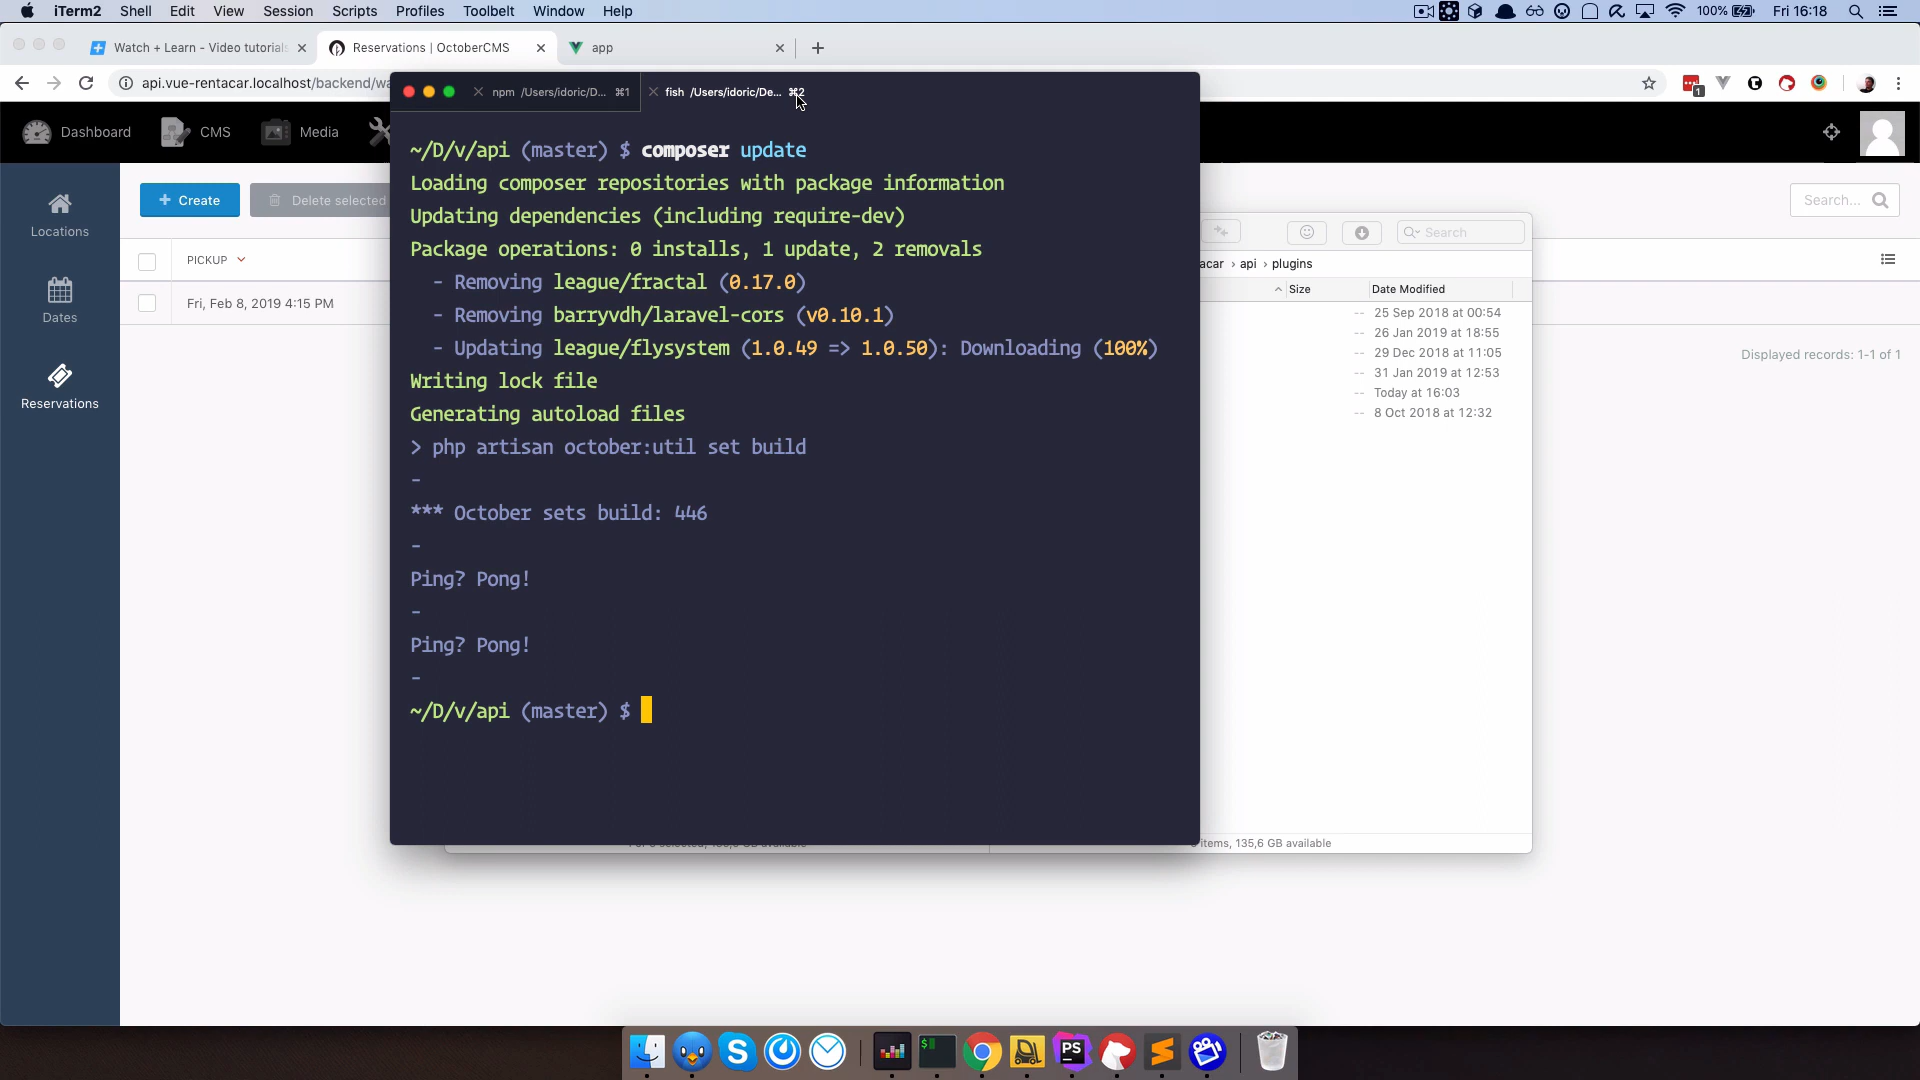 iTerm2 Shell Edit View Session Scripts Profiles Toolbelt Window Help 100% Fri 16:18
Watch + Learn - Video tutorials Reservations | OctoberCMS app
api.vue-rentacar.localhost/backend/wa 1
npm /Users/idoric/D... ⌘1 fish /Users/idoric/De... ⌘2
Dashboard CMS Media
Locations
Dates
Reservations
+ Create Delete selected Search...
PICKUP
Fri, Feb 8, 2019 4:15 PM
Displayed records: 1-1 of 1
~/D/v/api (master) $ composer update
Loading composer repositories with package information
Updating dependencies (including require-dev)
Package operations: 0 installs, 1 update, 2 removals
- Removing league/fractal (0.17.0)
- Removing barryvdh/laravel-cors (v0.10.1)
- Updating league/flysystem (1.0.49 => 1.0.50): Downloading (100%)
Writing lock file
Generating autoload files
> php artisan october:util set build
-
*** October sets build: 446
-
Ping? Pong!
-
Ping? Pong!
-
~/D/v/api (master) $
Search
acar › api › plugins
Size Date Modified
-- 25 Sep 2018 at 00:54
-- 26 Jan 2019 at 18:55
-- 29 Dec 2018 at 11:05
-- 31 Jan 2019 at 12:53
-- Today at 16:03
-- 8 Oct 2018 at 12:32
items, 135,6 GB available
$
S
PS